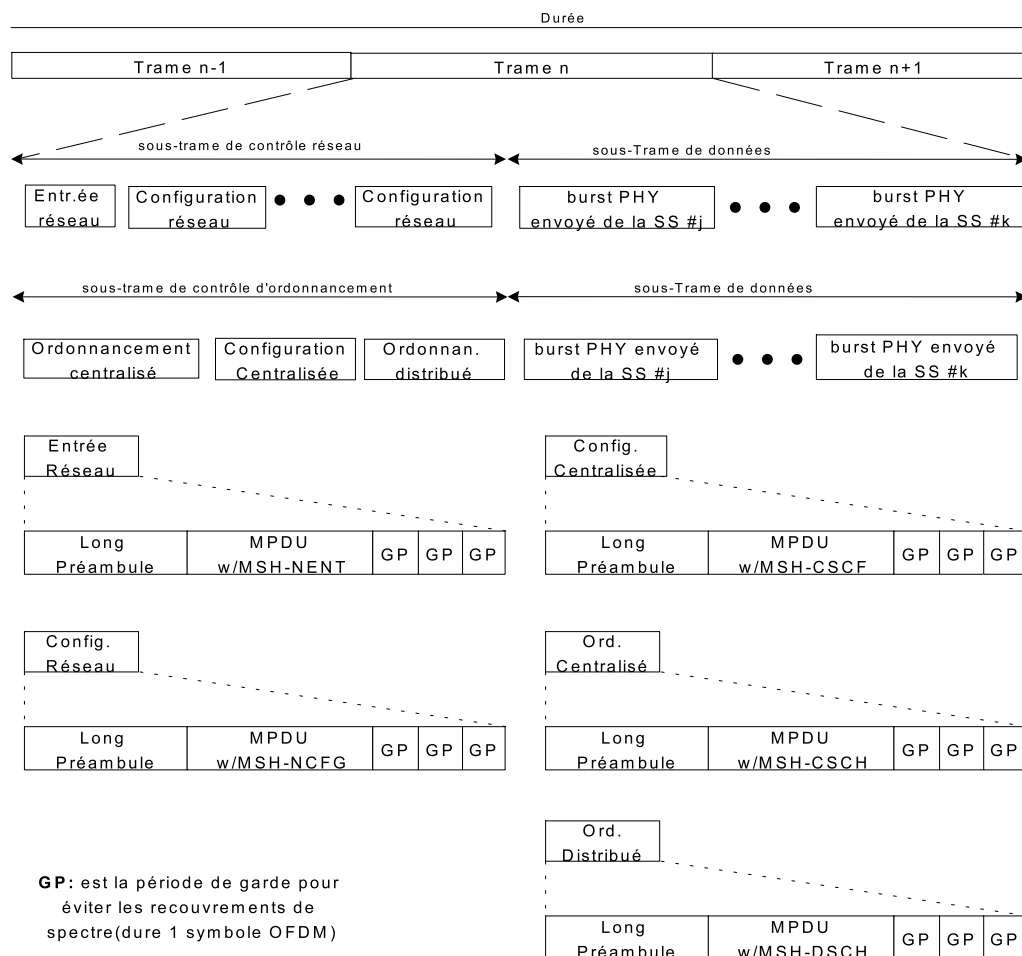 Durée
Trame n-1
Trame n
Trame n+1
sous-trame de contrôle réseau
sous-Trame de données
Entr.ée
réseau
Configuration
réseau
Configuration
réseau
burst PHY
envoyé de la SS #j
burst PHY
envoyé de la SS #k
sous-trame de contrôle d'ordonnancement
sous-Trame de données
Ordonnancement
centralisé
Configuration
Centralisée
Ordonnan.
distribué
burst PHY envoyé
de la SS #j
burst PHY envoyé
de la SS #k
Entrée
Réseau
Config.
Centralisée
Long
Préambule
MPDU
w/MSH-NENT
GP
GP
GP
Long
Préambule
MPDU
w/MSH-CSCF
GP
GP
GP
Config.
Réseau
Ord.
Centralisé
Long
Préambule
MPDU
w/MSH-NCFG
GP
GP
GP
Long
Préambule
MPDU
w/MSH-CSCH
GP
GP
GP
Ord.
Distribué
GP: est la période de garde pour
éviter les recouvrements de
spectre(dure 1 symbole OFDM)
Long
Préambule
MPDU
w/MSH-DSCH
GP
GP
GP